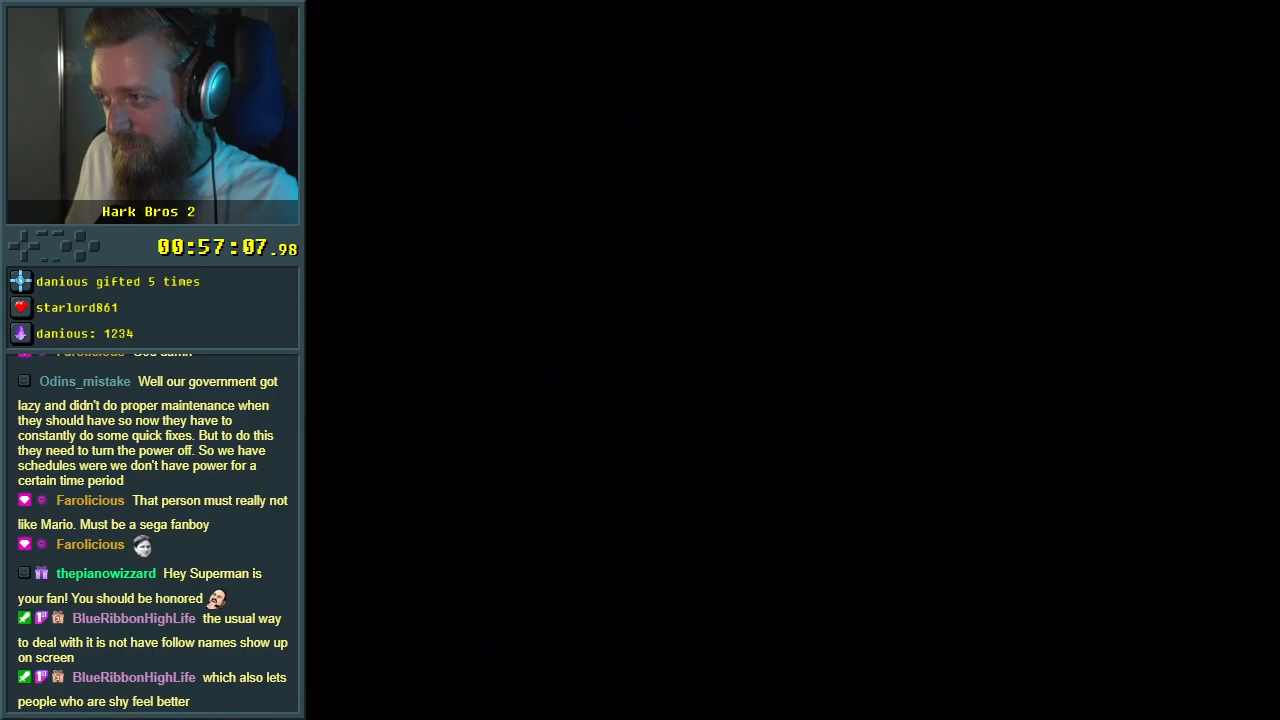 Hark Bros 2
00:57:07.98
danious gifted 5 times
starlord861
danious: 1234
Odins_mistake Well our government got
lazy and didn't do proper maintenance when
they should have so now they have to
constantly do some quick fixes. But to do this
they need to turn the power off. So we have
schedules were we don't have power for a
certain time period
Farolicious That person must really not
like Mario. Must be a sega fanboy
Farolicious
thepianowizzard Hey Superman is
your fan! You should be honored
BlueRibbonHighLife the usual way
to deal with it is not have follow names show up
on screen
BlueRibbonHighLife which also lets
people who are shy feel better